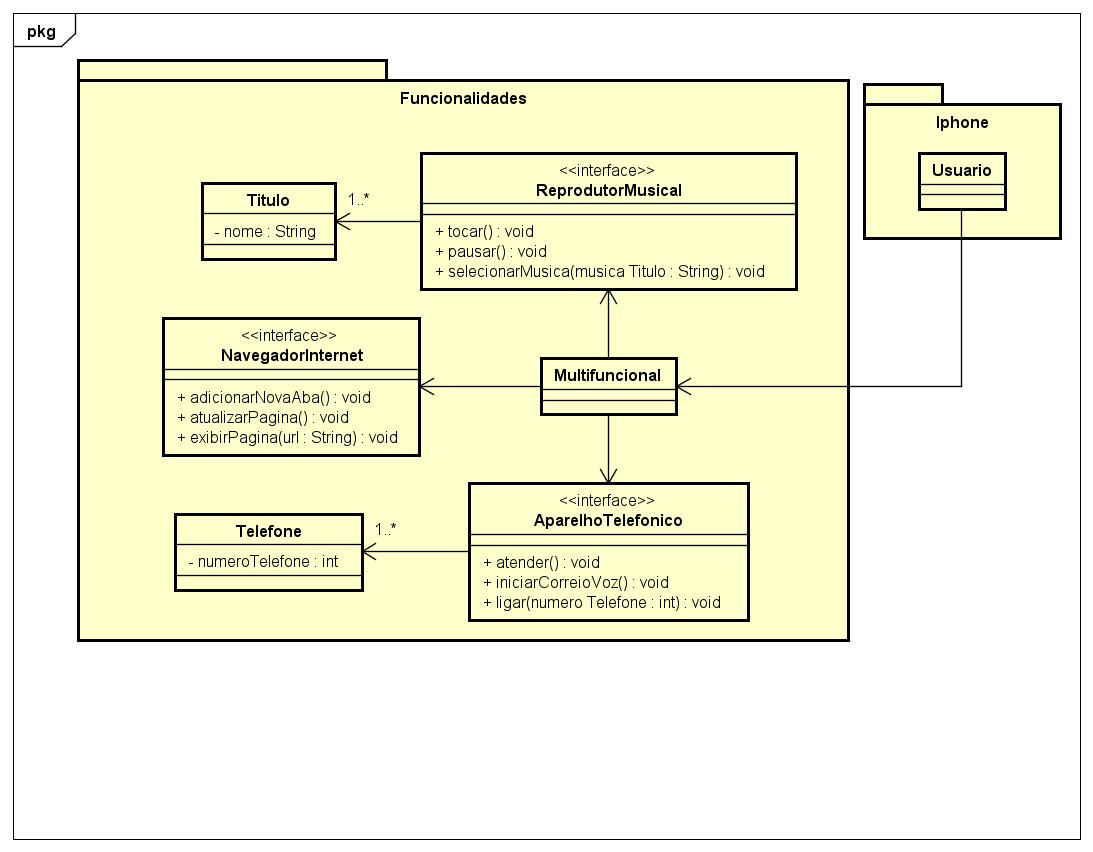 pkg
Funcionalidades
Iphone
Usuario
<<interface>>
ReprodutorMusical
+ tocar() : void
+ pausar() : void
+ selecionarMusica(musica Titulo : String) : void
Titulo
- nome : String
1..*
<<interface>>
NavegadorInternet
+ adicionarNovaAba() : void
+ atualizarPagina() : void
+ exibirPagina(url : String) : void
Multifuncional
<<interface>>
AparelhoTelefonico
+ atender() : void
+ iniciarCorreioVoz() : void
+ ligar(numero Telefone : int) : void
Telefone
- numeroTelefone : int
1..*